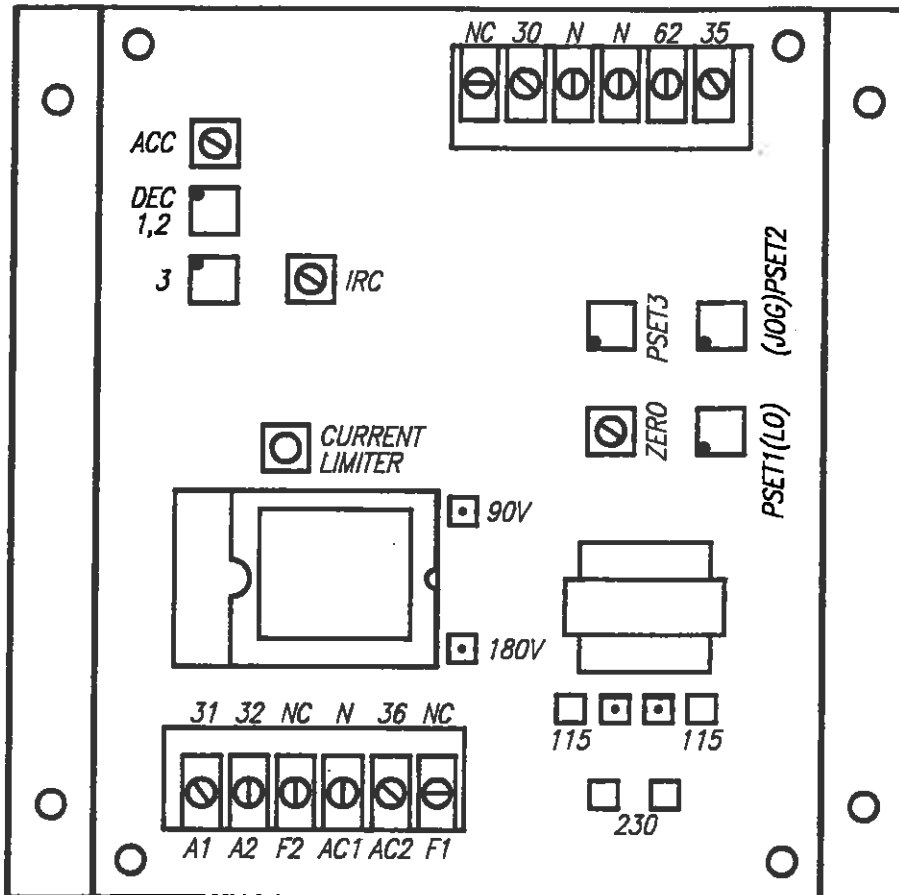 NC 30 N N 62 35
ACC
DEC
1,2
3
IRC
PSET3
(JOG)PSET2
CURRENT
LIMITER
ZERO
PSET1(LO)
90V
180V
31 32 NC N 36 NC
115 115
230
A1 A2 F2 AC1 AC2 F1